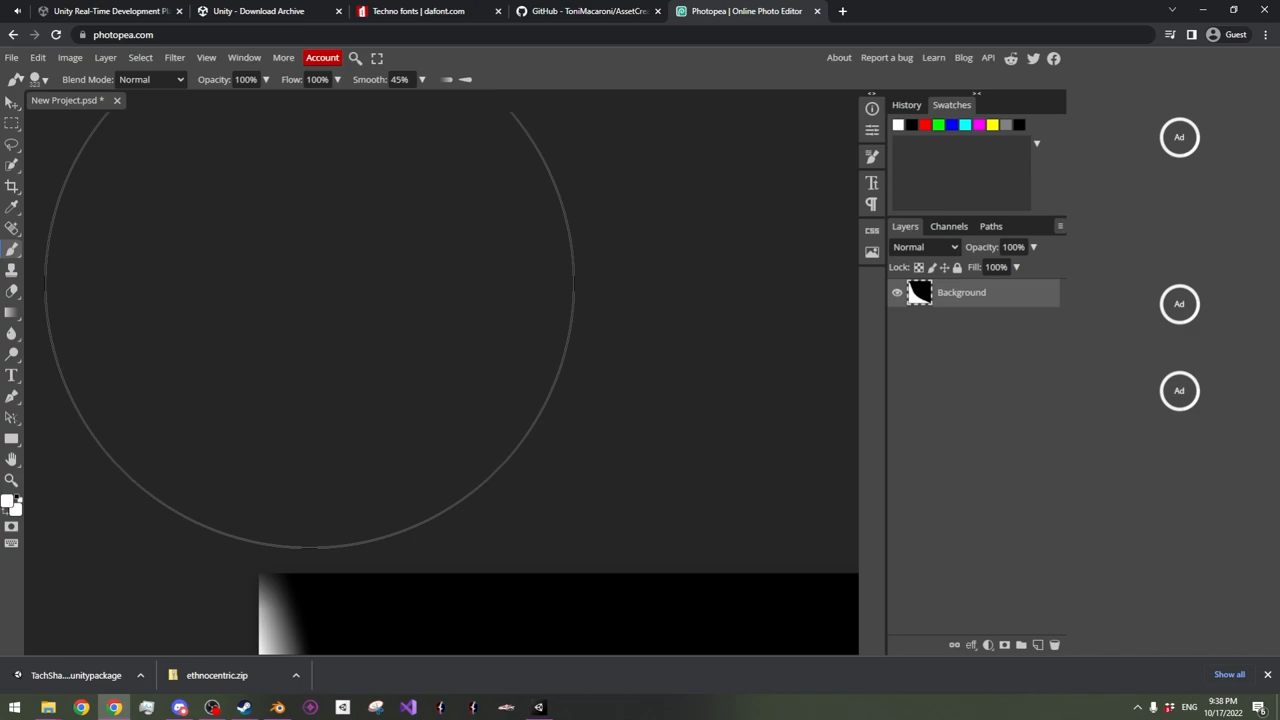 Unity Real-Time Development Pl
Unity - Download Archive
Techno fonts | dafont.com
GitHub - ToniMacaroni/AssetCrea
Photopea | Online Photo Editor
photopea.com
Guest
File Edit Image Layer Select Filter View Window More Account
About Report a bug Learn Blog API
323
Blend Mode: Normal Opacity: 100% Flow: 100% Smooth: 45%
New Project.psd *
History Swatches
Ad
CSS
Layers Channels Paths
Normal Opacity: 100%
Lock: Fill: 100%
Background
Ad
Ad
eff
TachSha....unitypackage
ethnocentric.zip
Show all
9:38 PM
10/17/2022